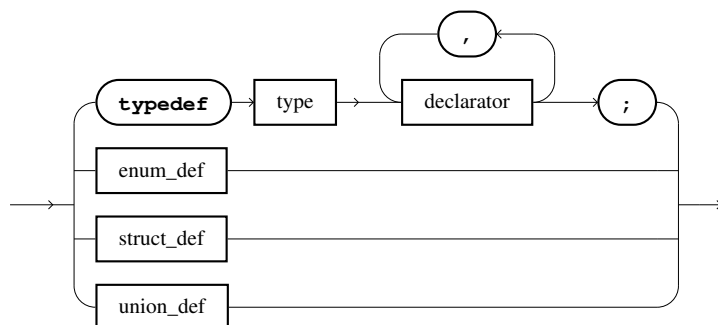 ,
typedef type declarator ;
enum_def
struct_def
union_def